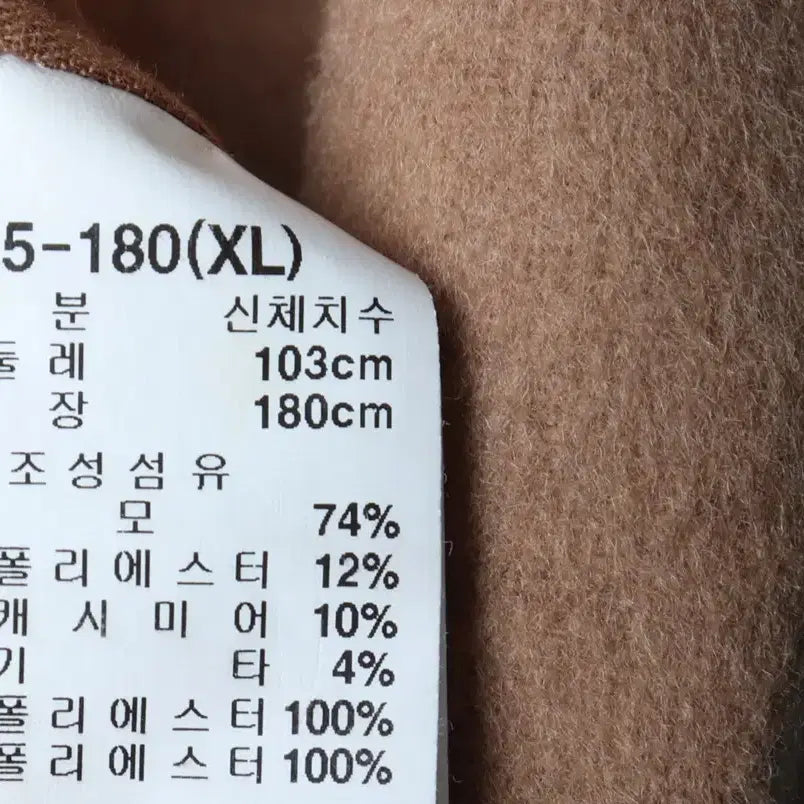 5-180(XL)
분 신체치수
둘레 103cm
장 180cm
조성섬유
모 74%
폴리에스터 12%
캐시미어 10%
기타 4%
폴리에스터 100%
폴리에스터 100%